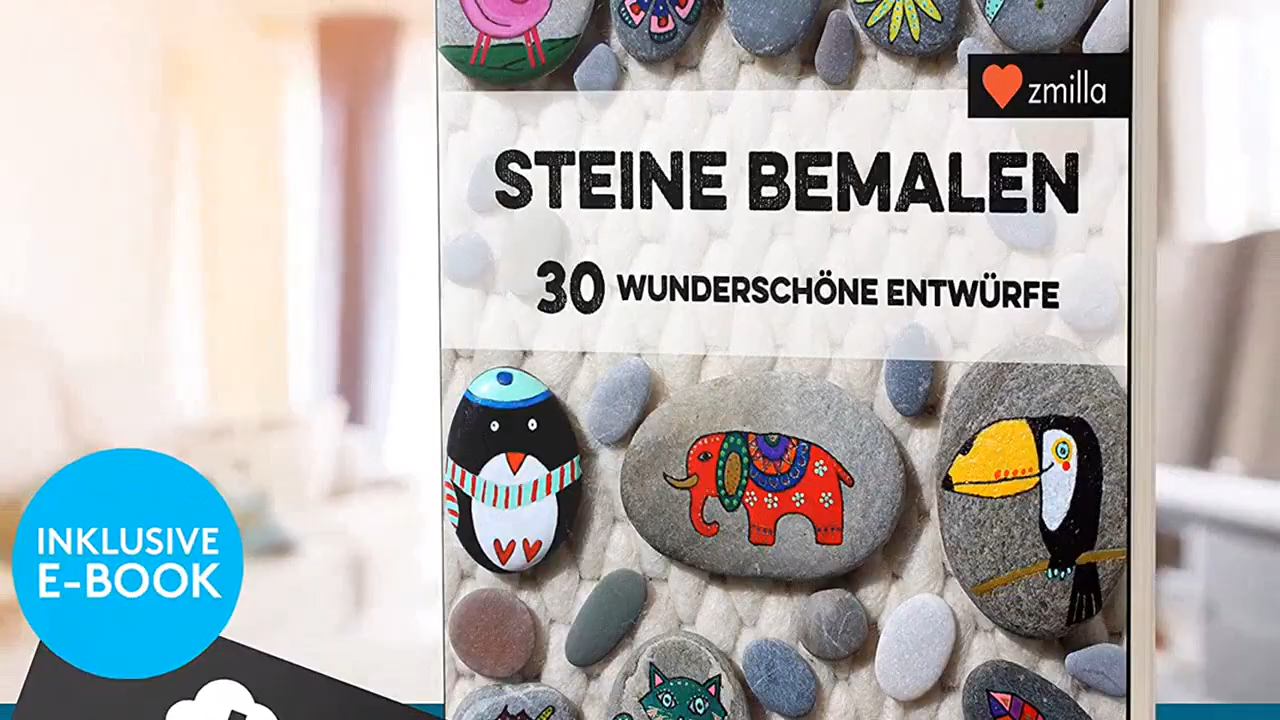 zmilla
STEINE BEMALEN
30 WUNDERSCHÖNE ENTWÜRFE
INKLUSIVE
E-BOOK